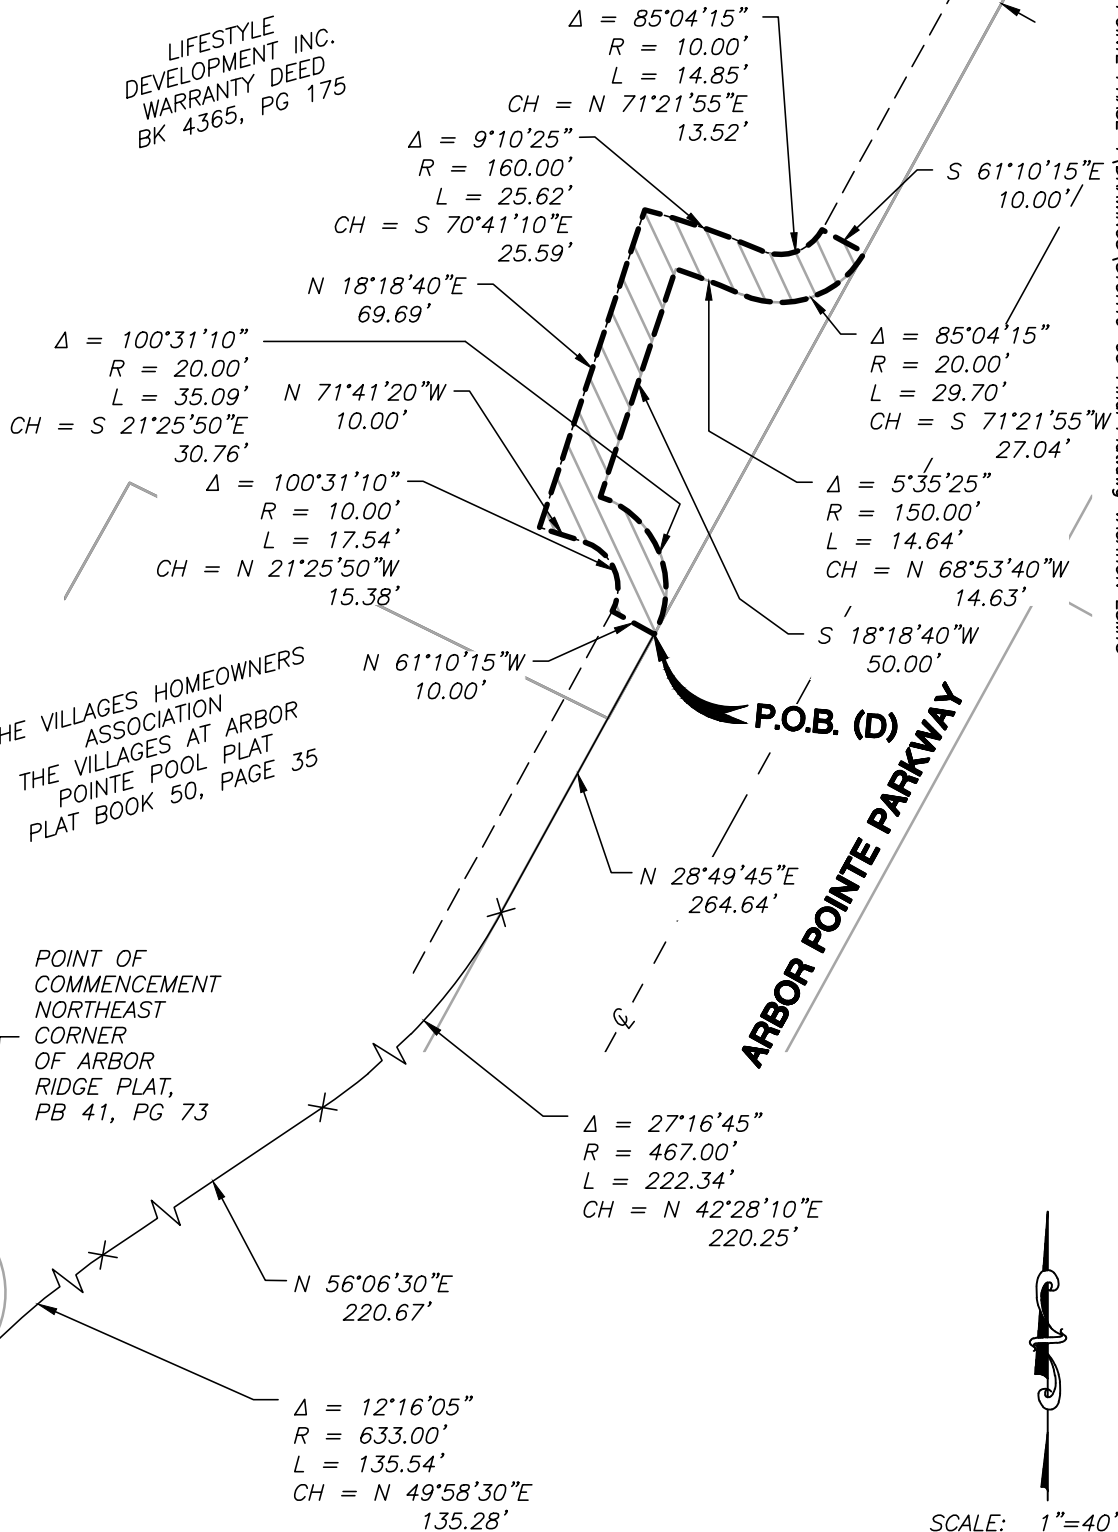 LIFESTYLE
DEVELOPMENT INC.
WARRANTY DEED
BK 4365, PG 175
Δ = 85°04'15"
R = 10.00'
L = 14.85'
CH = N 71°21'55"E
13.52'
Δ = 9°10'25"
R = 160.00'
L = 25.62'
CH = S 70°41'10"E
25.59'
S 61°10'15"E
10.00'
N 18°18'40"E
69.69'
Δ = 100°31'10"
R = 20.00'
L = 35.09'
CH = S 21°25'50"E
30.76'
N 71°41'20"W
10.00'
Δ = 85°04'15"
R = 20.00'
L = 29.70'
CH = S 71°21'55"W
27.04'
Δ = 100°31'10"
R = 10.00'
L = 17.54'
CH = N 21°25'50"W
15.38'
Δ = 5°35'25"
R = 150.00'
L = 14.64'
CH = N 68°53'40"W
14.63'
S 18°18'40"W
50.00'
N 61°10'15"W
10.00'
P.O.B. (D)
HE VILLAGES HOMEOWNERS
ASSOCIATION
THE VILLAGES AT ARBOR
POINTE POOL PLAT
PLAT BOOK 50, PAGE 35
ARBOR POINTE PARKWAY
N 28°49'45"E
264.64'
POINT OF
COMMENCEMENT
NORTHEAST
CORNER
OF ARBOR
RIDGE PLAT,
PB 41, PG 73
℄
Δ = 27°16'45"
R = 467.00'
L = 222.34'
CH = N 42°28'10"E
220.25'
N 56°06'30"E
220.67'
Δ = 12°16'05"
R = 633.00'
L = 135.54'
CH = N 49°58'30"E
135.28'
SCALE: 1"=40'